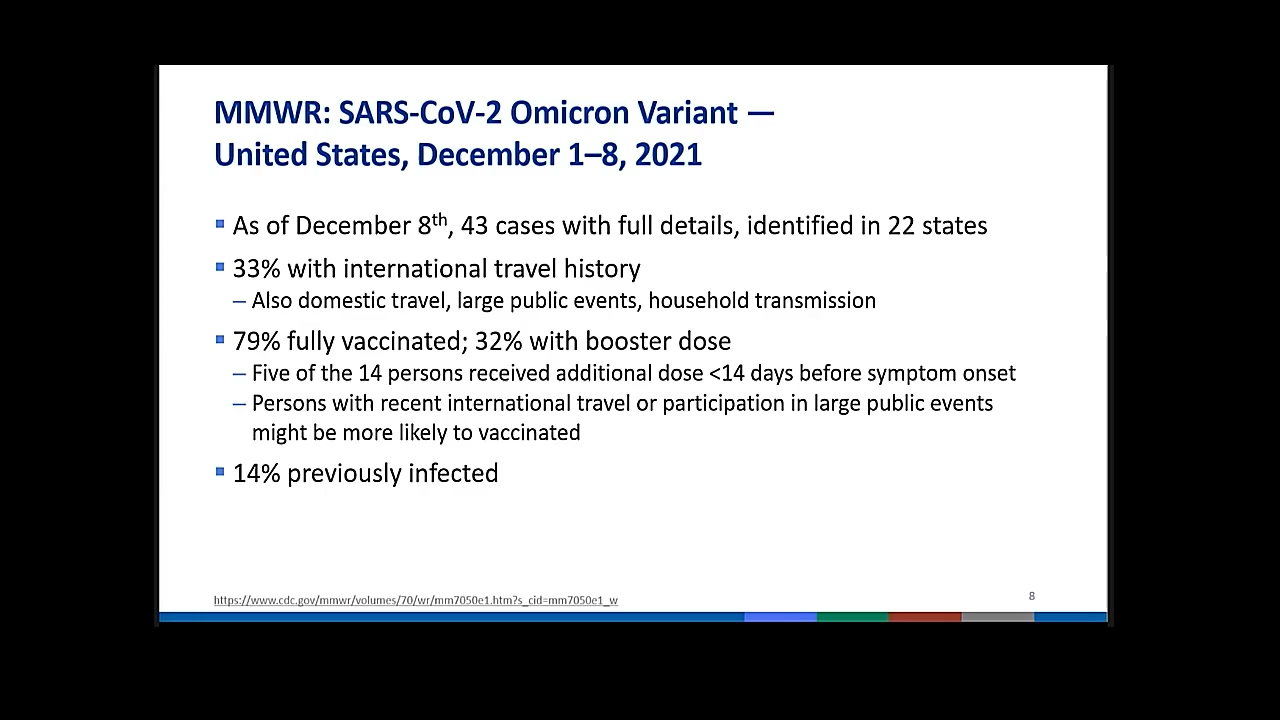 MMWR: SARS-CoV-2 Omicron Variant —
United States, December 1–8, 2021
As of December 8th, 43 cases with full details, identified in 22 states
33% with international travel history
– Also domestic travel, large public events, household transmission
79% fully vaccinated; 32% with booster dose
– Five of the 14 persons received additional dose <14 days before symptom onset
– Persons with recent international travel or participation in large public events
might be more likely to vaccinated
14% previously infected
https://www.cdc.gov/mmwr/volumes/70/wr/mm7050e1.htm?s_cid=mm7050e1_w
8